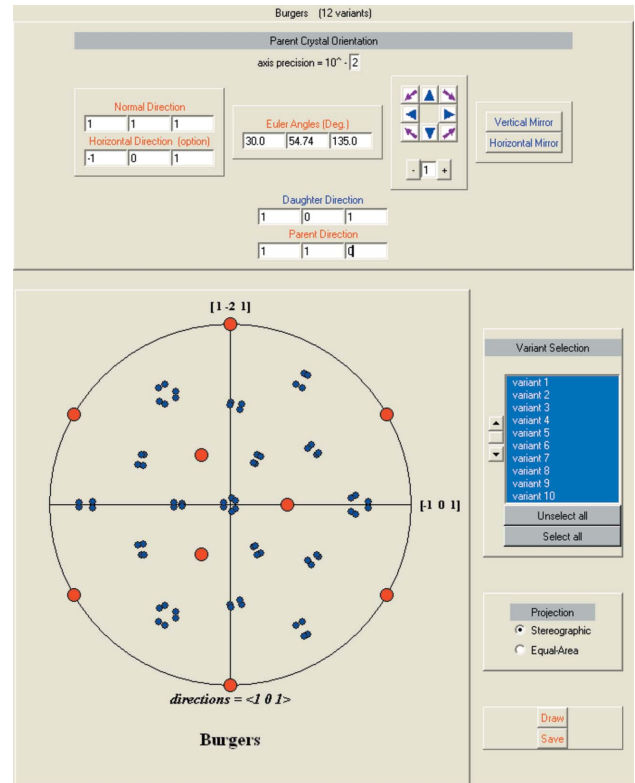 Burgers (12 variants)
Parent Crystal Orientation
axis precision = 10^ - 2
Normal Direction
1 1 1
Horizontal Direction (option)
-1 0 1
Euler Angles (Deg.)
30.0 54.74 135.0
- 1 +
Vertical Mirror
Horizontal Mirror
Daughter Direction
1 0 1
Parent Direction
1 1 0
[1 -2 1]
[-1 0 1]
directions = <1 0 1>
Burgers
Variant Selection
variant 1
variant 2
variant 3
variant 4
variant 5
variant 6
variant 7
variant 8
variant 9
variant 10
Unselect all
Select all
Projection
Stereographic
Equal-Area
Draw
Save